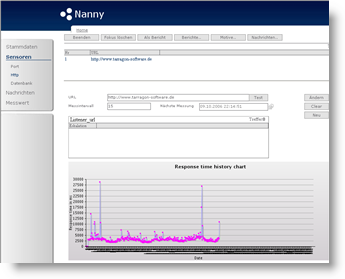 Nanny
Home
Beenden
Fokus löschen
Als Bericht
Berichte..
Motive..
Nachrichten..
Stammdaten
Sensoren
Port
Http
Datenbank
Nachrichten
Messwert
Nr
URL
1 http://www.tarragon-software.de
URL http://www.tarragon-software.de Test Ändern
Messintervall 15 Nächste Messung 09.10.2006 22:14:51 Clear
Neu
Listener_url Treffer:0
Response time history chart
30000
27500
25000
22500
20000
17500
15000
12500
10000
7500
5000
2500
0
Date